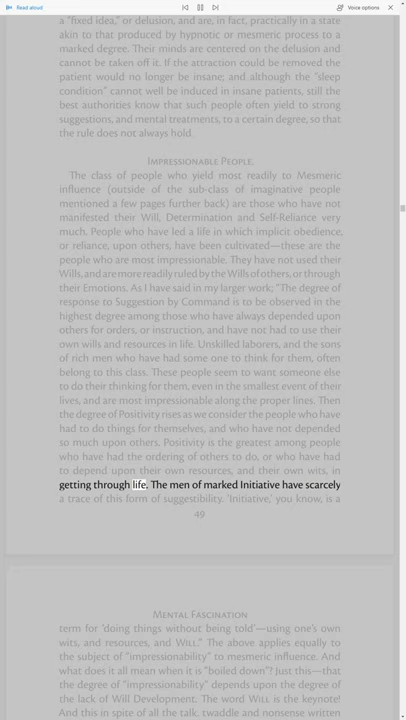 Read aloud
Voice options
a "fixed idea," or delusion, and are, in fact, practically in a state
akin to that produced by hypnotic or mesmeric process to a
marked degree. Their minds are centered on the delusion and
cannot be taken off it. If the attraction could be removed the
patient would no longer be insane; and although the "sleep
condition" cannot well be induced in insane patients, still the
best authorities know that such people often yield to strong
suggestions, and mental treatments, to a certain degree, so that
the rule does not always hold.
Impressionable People.
The class of people who yield most readily to Mesmeric
influence (outside of the sub-class of imaginative people
mentioned a few pages further back) are those who have not
manifested their Will, Determination and Self-Reliance very
much. People who have led a life in which implicit obedience,
or reliance, upon others, have been cultivated—these are the
people who are most impressionable. They have not used their
Wills, and are more readily ruled by the Wills of others, or through
their Emotions. As I have said in my larger work; "The degree of
response to Suggestion by Command is to be observed in the
highest degree among those who have always depended upon
others for orders, or instruction, and have not had to use their
own wills and resources in life. Unskilled laborers, and the sons
of rich men who have had some one to think for them, often
belong to this class. These people seem to want someone else
to do their thinking for them, even in the smallest event of their
lives, and are most impressionable along the proper lines. Then
the degree of Positivity rises as we consider the people who have
had to do things for themselves, and who have not depended
so much upon others. Positivity is the greatest among people
who have had the ordering of others to do, or who have had
to depend upon their own resources, and their own wits, in
getting through life. The men of marked Initiative have scarcely
a trace of this form of suggestibility. 'Initiative,' you know, is a
49
Mental Fascination
term for 'doing things without being told'—using one's own
wits, and resources, and Will." The above applies equally to
the subject of "impressionability" to mesmeric influence. And
what does it all mean when it is "boiled down"? Just this—that
the degree of "impressionability" depends upon the degree of
the lack of Will Development. The word Will is the keynote!
And this in spite of all the talk, twaddle and nonsense written